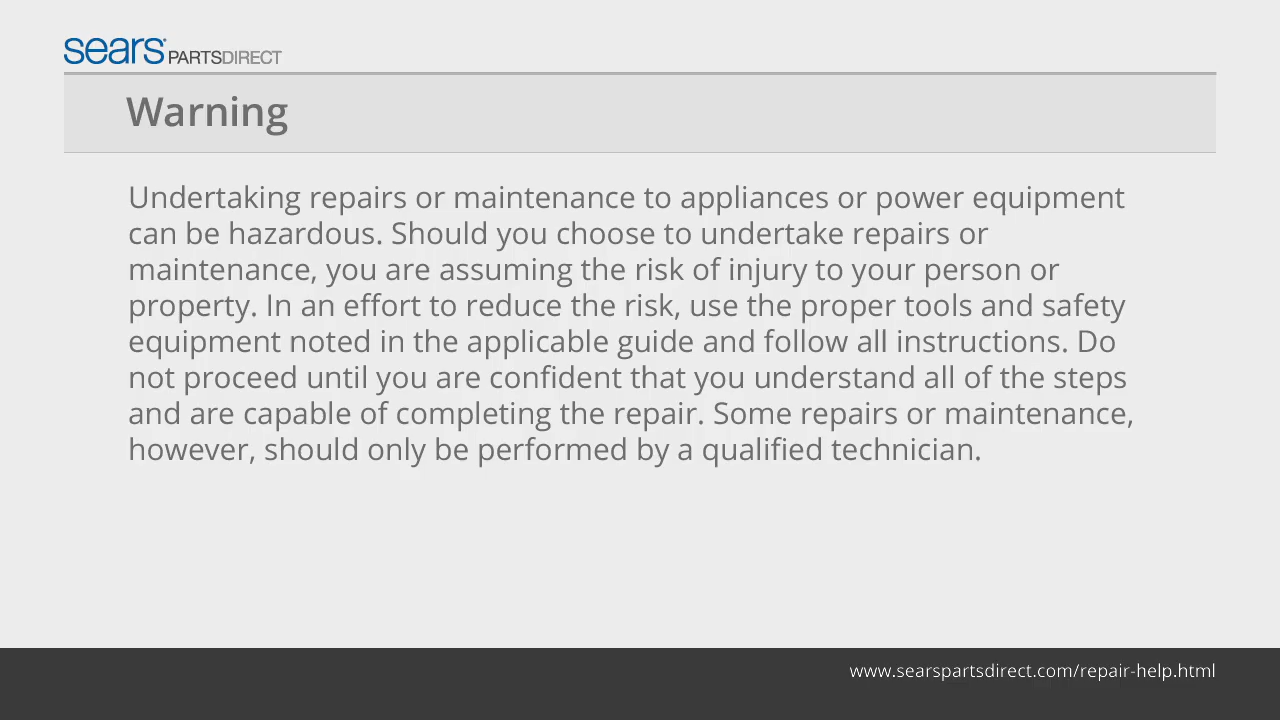 sears PARTSDIRECT
Warning
Undertaking repairs or maintenance to appliances or power equipment
can be hazardous. Should you choose to undertake repairs or
maintenance, you are assuming the risk of injury to your person or
property. In an effort to reduce the risk, use the proper tools and safety
equipment noted in the applicable guide and follow all instructions. Do
not proceed until you are confident that you understand all of the steps
and are capable of completing the repair. Some repairs or maintenance,
however, should only be performed by a qualified technician.
www.searspartsdirect.com/repair-help.html